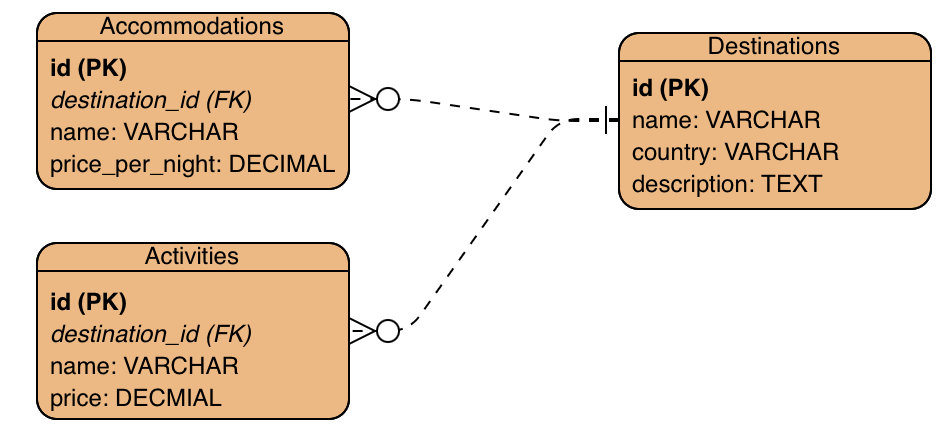 Accommodations
id (PK)
destination_id (FK)
name: VARCHAR
price_per_night: DECIMAL
Destinations
id (PK)
name: VARCHAR
country: VARCHAR
description: TEXT
Activities
id (PK)
destination_id (FK)
name: VARCHAR
price: DECMIAL